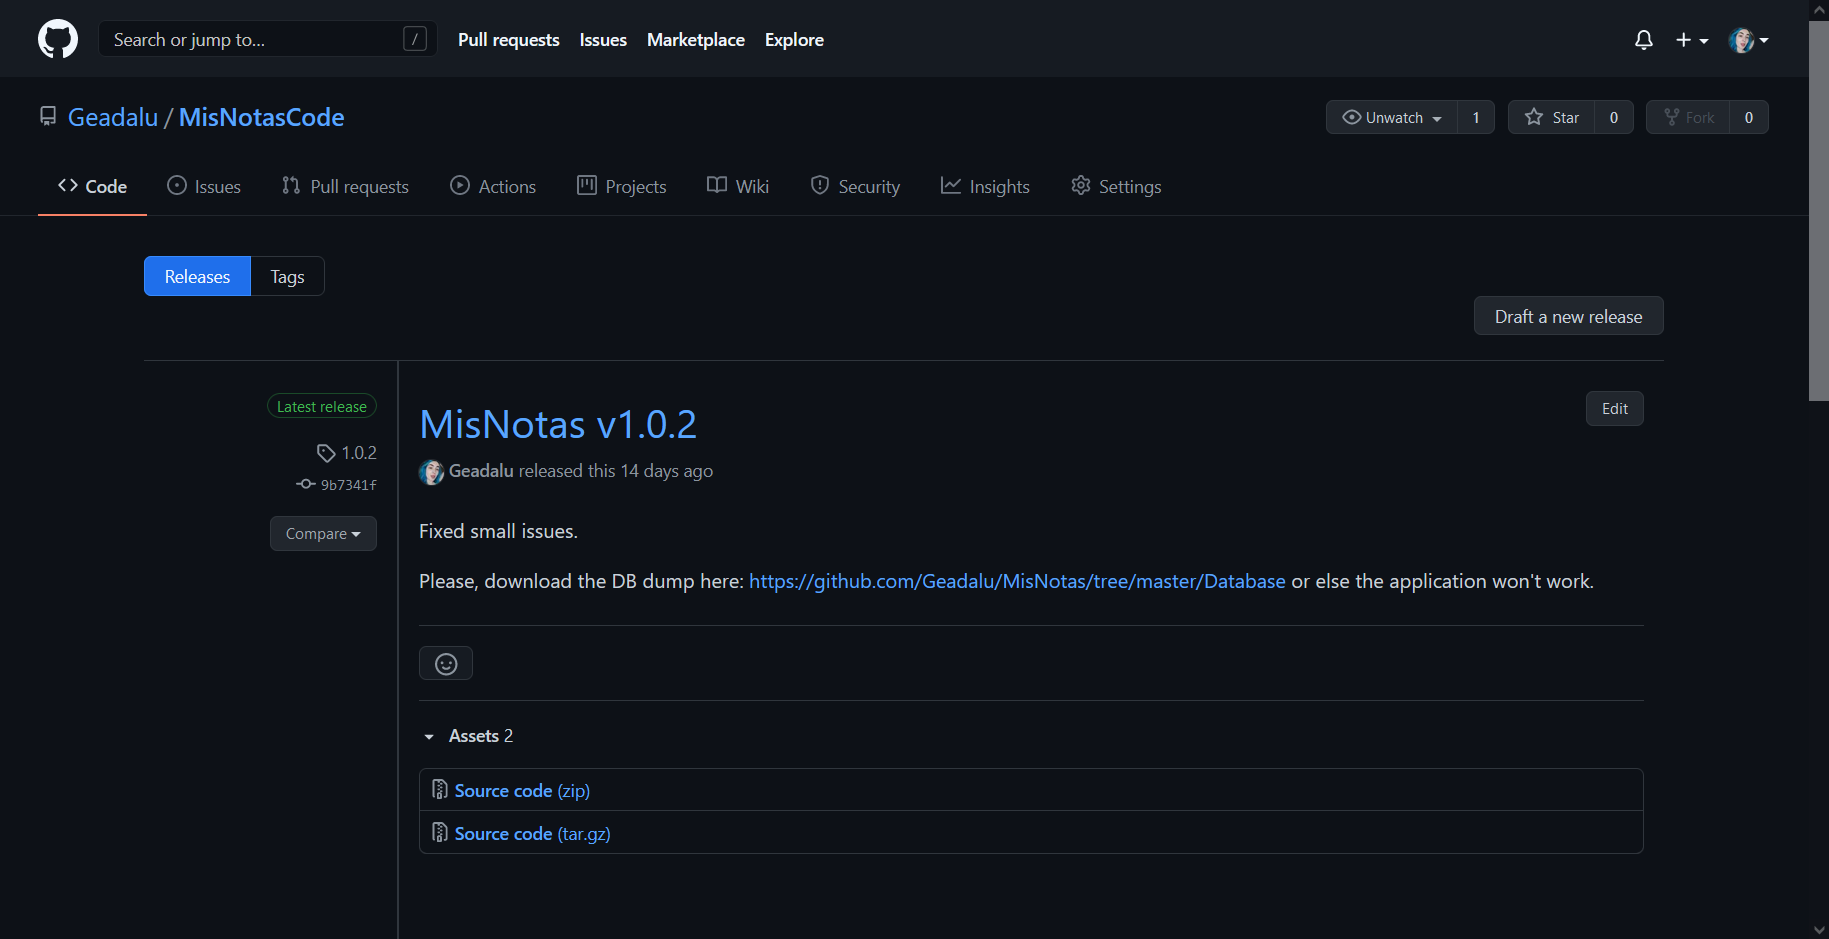 Search or jump to... /
Pull requests Issues Marketplace Explore
Geadalu / MisNotasCode
Unwatch 1 Star 0 Fork 0
Code Issues Pull requests Actions Projects Wiki Security Insights Settings
Releases Tags
Draft a new release
Latest release
1.0.2
9b7341f
Compare
MisNotas v1.0.2
Edit
Geadalu released this 14 days ago
Fixed small issues.
Please, download the DB dump here: https://github.com/Geadalu/MisNotas/tree/master/Database or else the application won't work.
Assets 2
Source code (zip)
Source code (tar.gz)